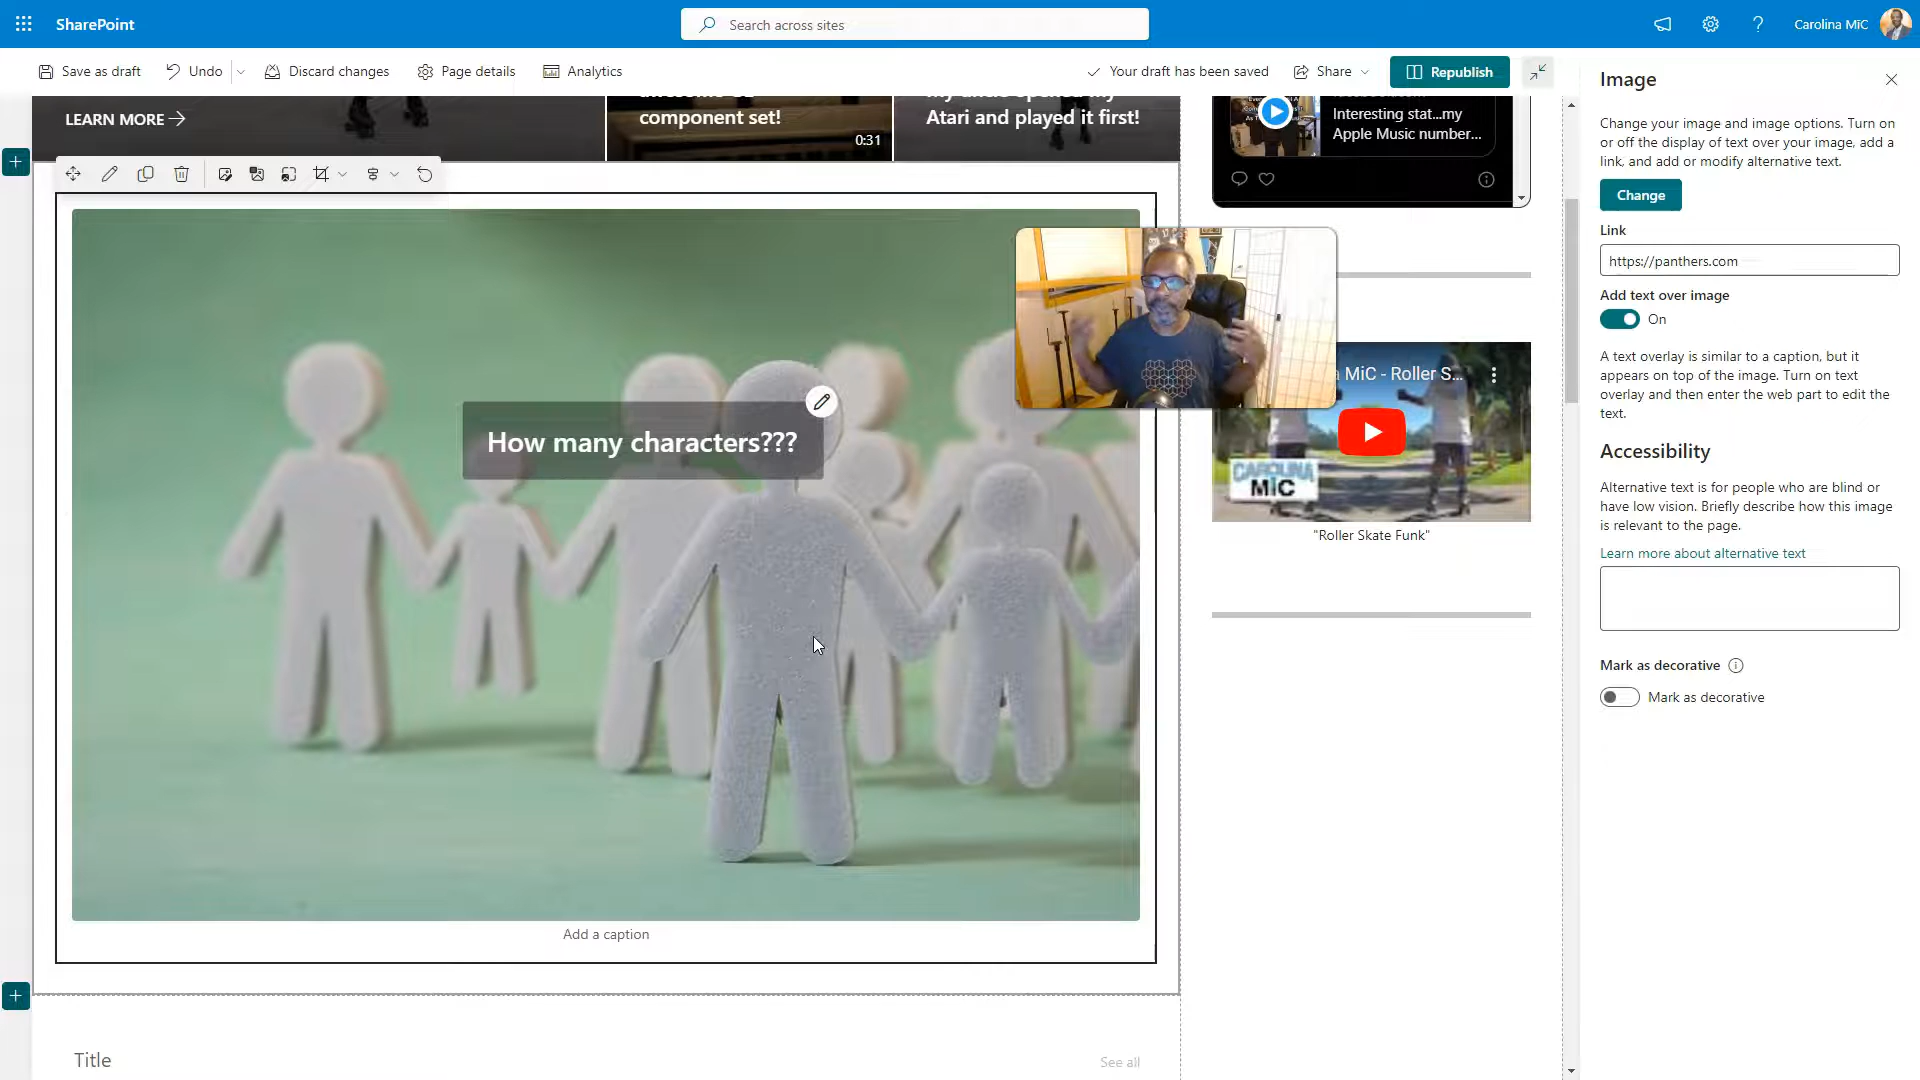 SharePoint
Search across sites
Carolina MiC
Save as draft
Undo
Discard changes
Page details
Analytics
Your draft has been saved
Share
Republish
LEARN MORE
component set!
0:31
Atari and played it first!
Interesting stat...my
Apple Music number...
How many characters???
Add a caption
MiC - Roller S...
CAROLINA
MiC
"Roller Skate Funk"
Title
See all
Image
Change your image and image options. Turn on
or off the display of text over your image, add a
link, and add or modify alternative text.
Change
Link
https://panthers.com
Add text over image
On
A text overlay is similar to a caption, but it
appears on top of the image. Turn on text
overlay and then enter the web part to edit the
text.
Accessibility
Alternative text is for people who are blind or
have low vision. Briefly describe how this image
is relevant to the page.
Learn more about alternative text
Mark as decorative
Mark as decorative